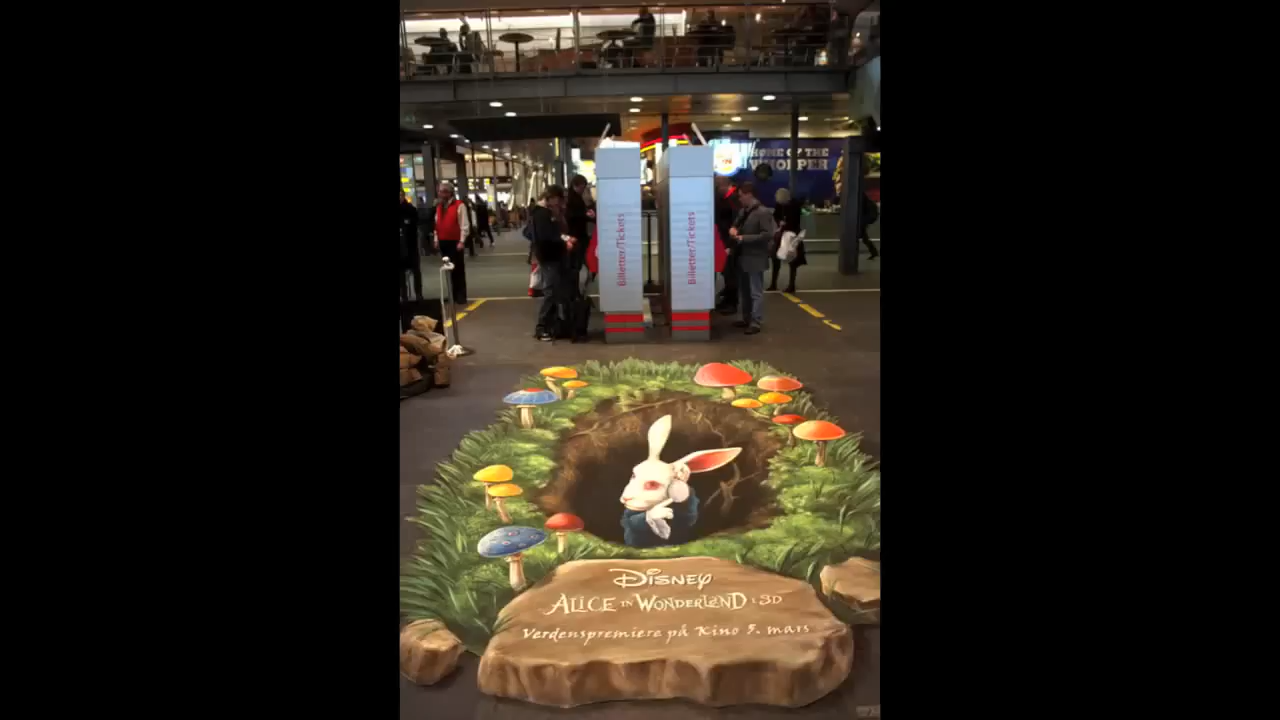 HOME OF THE
WHOPPER
Billetter/Tickets
Billetter/Tickets
Disney
ALICE IN WONDERLAND I 3D
Verdenspremiere på Kino 5. mars